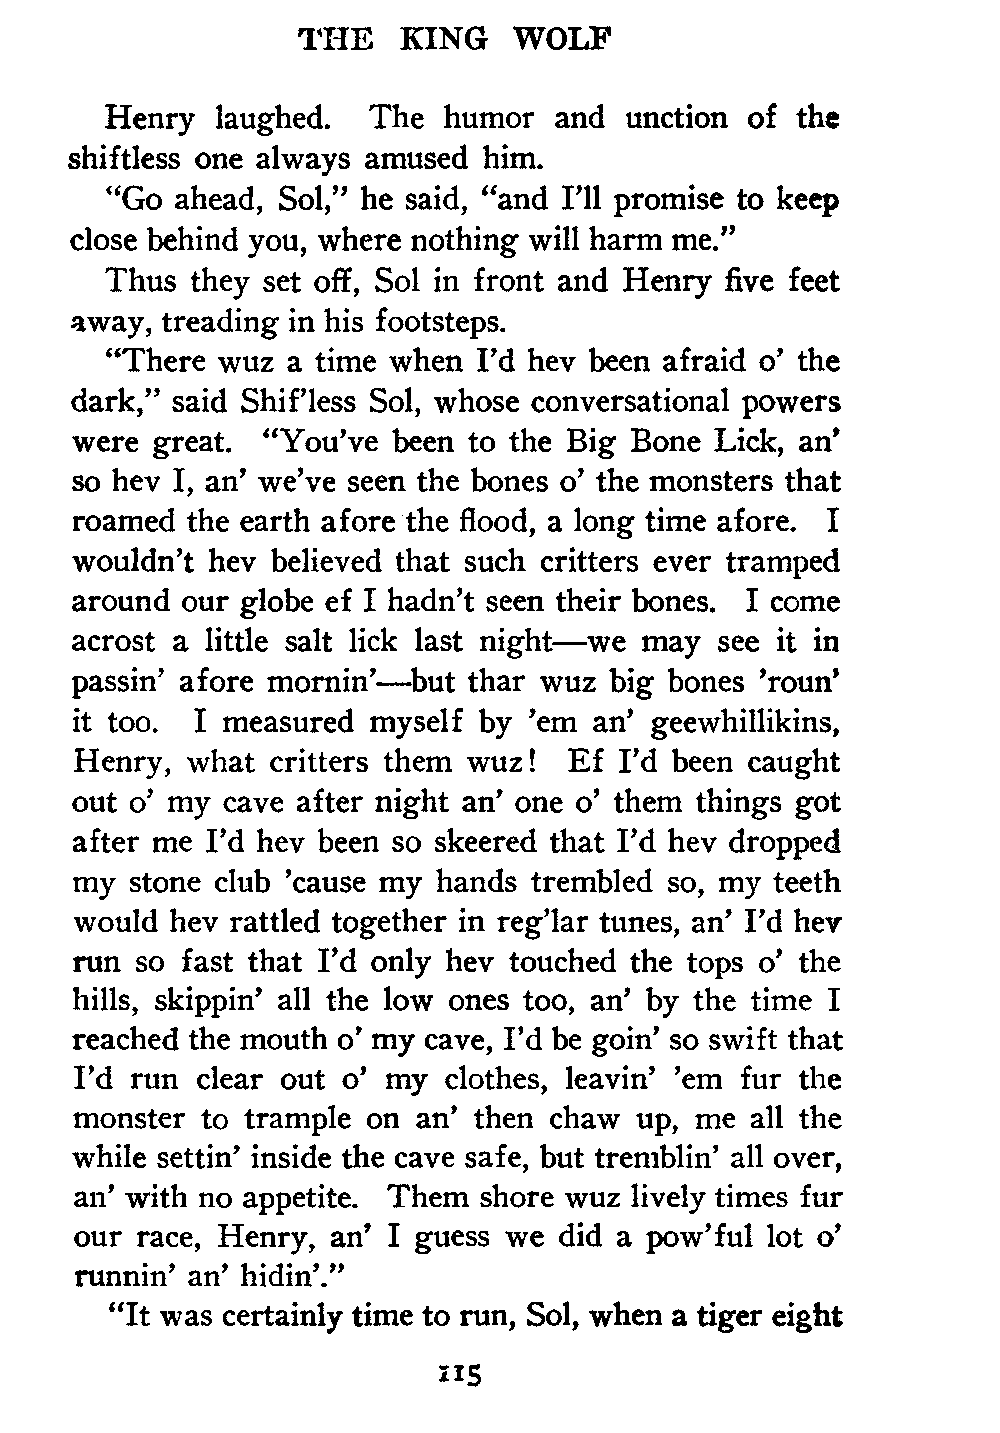 THE KING WOLF
Henry laughed. The humor and unction of the
shiftless one always amused him.
“Go ahead, Sol,” he said, “and I’ll promise to keep
close behind you, where nothing will harm me.”
Thus they set off, Sol in front and Henry five feet
away, treading in his footsteps.
“There wuz a time when I’d hev been afraid o’ the
dark,” said Shif’less Sol, whose conversational powers
were great. “You’ve been to the Big Bone Lick, an’
so hev I, an’ we’ve seen the bones o’ the monsters that
roamed the earth afore the flood, a long time afore. I
wouldn’t hev believed that such critters ever tramped
around our globe ef I hadn’t seen their bones. I come
acrost a little salt lick last night—we may see it in
passin’ afore mornin’—but thar wuz big bones ’roun’
it too. I measured myself by ’em an’ geewhillikins,
Henry, what critters them wuz! Ef I’d been caught
out o’ my cave after night an’ one o’ them things got
after me I’d hev been so skeered that I’d hev dropped
my stone club ’cause my hands trembled so, my teeth
would hev rattled together in reg’lar tunes, an’ I’d hev
run so fast that I’d only hev touched the tops o’ the
hills, skippin’ all the low ones too, an’ by the time I
reached the mouth o’ my cave, I’d be goin’ so swift that
I’d run clear out o’ my clothes, leavin’ ’em fur the
monster to trample on an’ then chaw up, me all the
while settin’ inside the cave safe, but tremblin’ all over,
an’ with no appetite. Them shore wuz lively times fur
our race, Henry, an’ I guess we did a pow’ful lot o’
runnin’ an’ hidin’.”
“It was certainly time to run, Sol, when a tiger eight
115